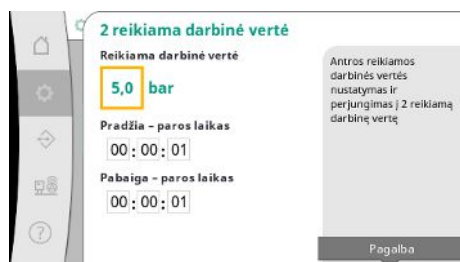 2 reikiama darbinė vertė
Reikiama darbinė vertė
5,0 bar
Pradžia – paros laikas
00 : 00 : 01
Pabaiga – paros laikas
00 : 00 : 01
Antros reikiamos
darbinės vertės
nustatymas ir
perjungimas į 2 reikiamą
darbinę vertę
Pagalba